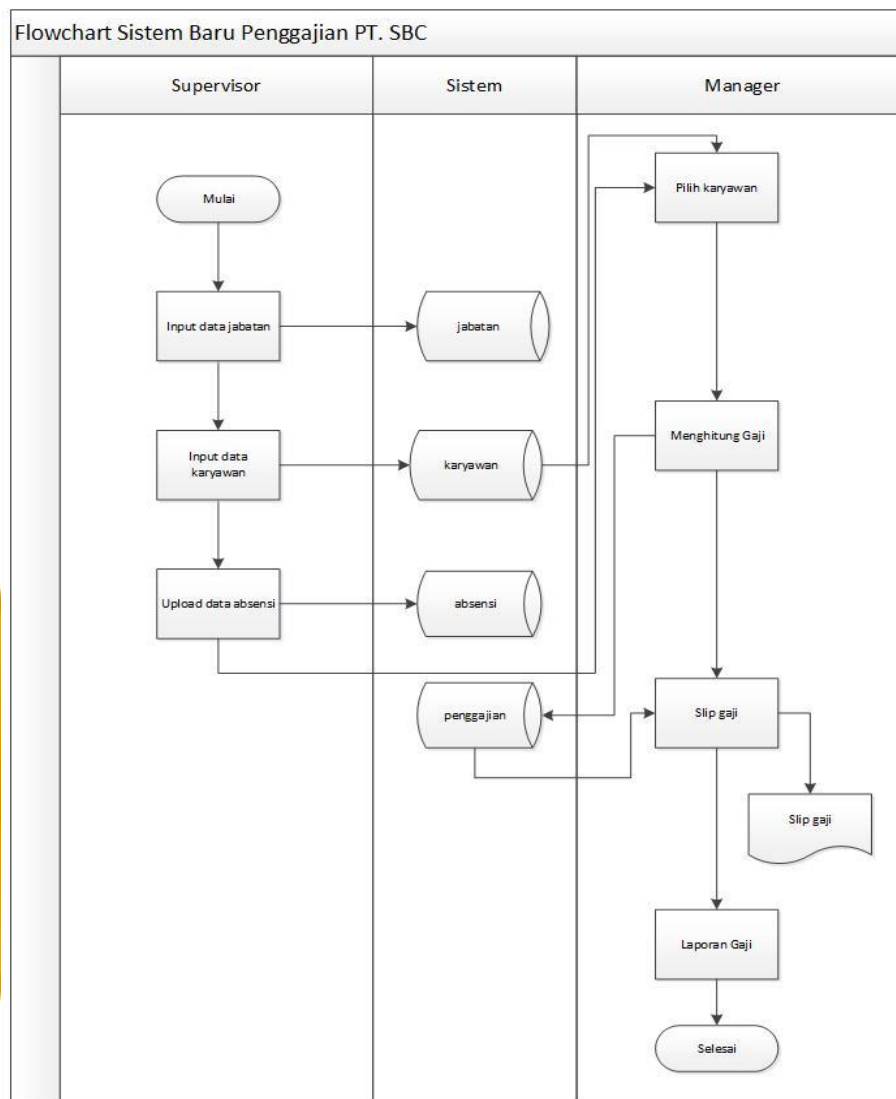 Flowchart Sistem Baru Penggajian PT. SBC
Supervisor
Sistem
Manager
Mulai
Pilih karyawan
Input data jabatan
jabatan
Menghitung Gaji
Input data
karyawan
karyawan
Upload data absensi
absensi
penggajian
Slip gaji
Slip gaji
Laporan Gaji
Selesai